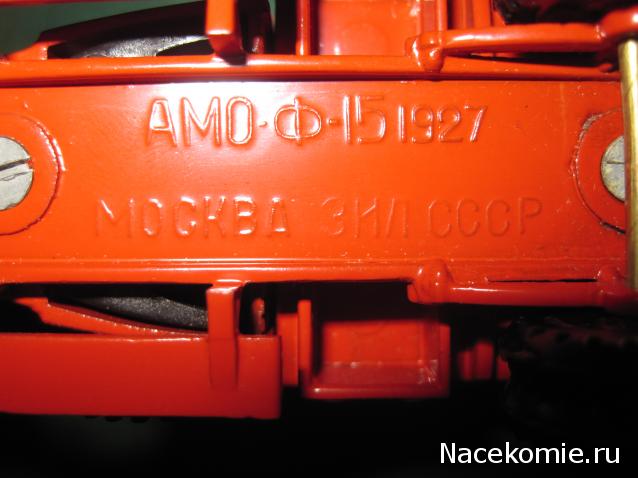 АМО-Ф-15 1927
МОСКВА ЗИЛ СССР
Nacekomie.ru